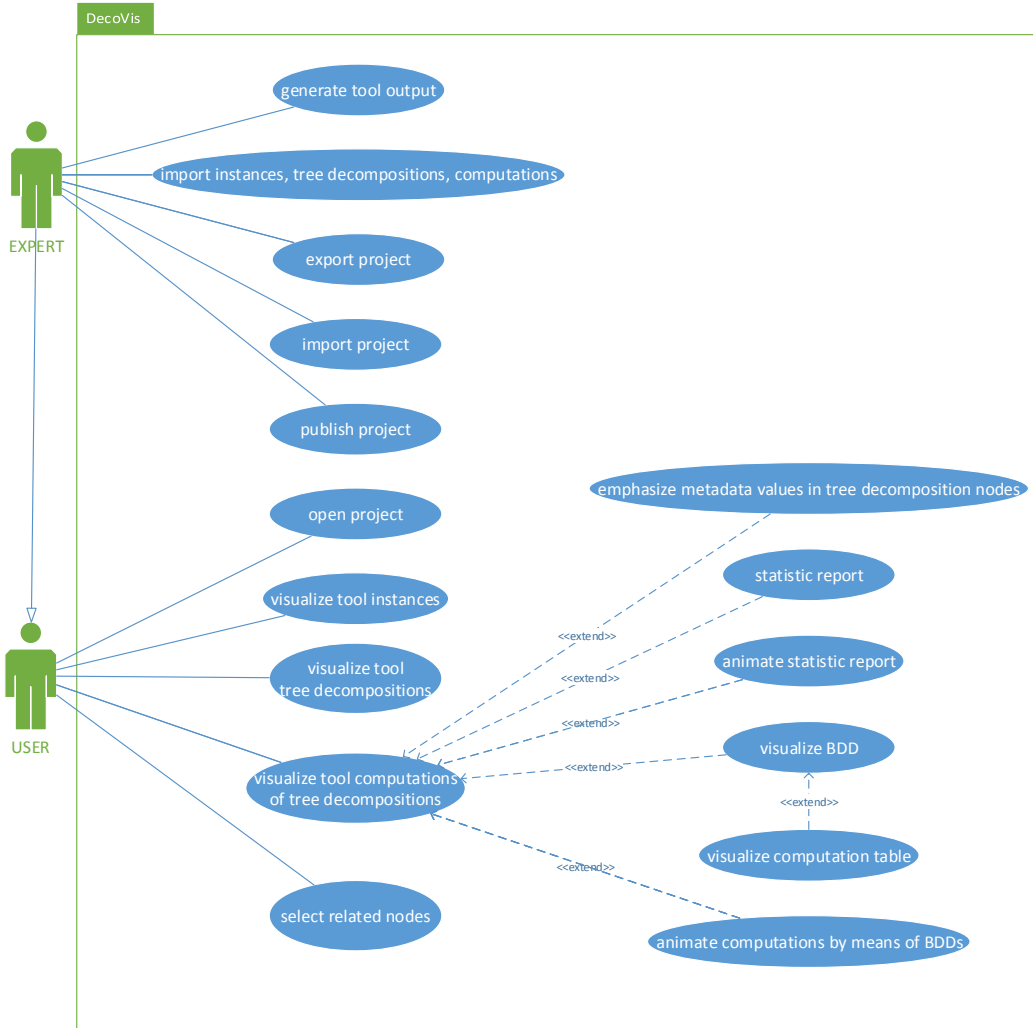 DecoVis
generate tool output
import instances, tree decompositions, computations
EXPERT
export project
import project
publish project
emphasize metadata values in tree decomposition nodes
open project
statistic report
visualize tool instances
<<extend>>
animate statistic report
visualize tool
tree decompositions
<<extend>>
<<extend>>
USER
visualize BDD
<<extend>>
visualize tool computations
of tree decompositions
<<extend>>
visualize computation table
<<extend>>
select related nodes
animate computations by means of BDDs